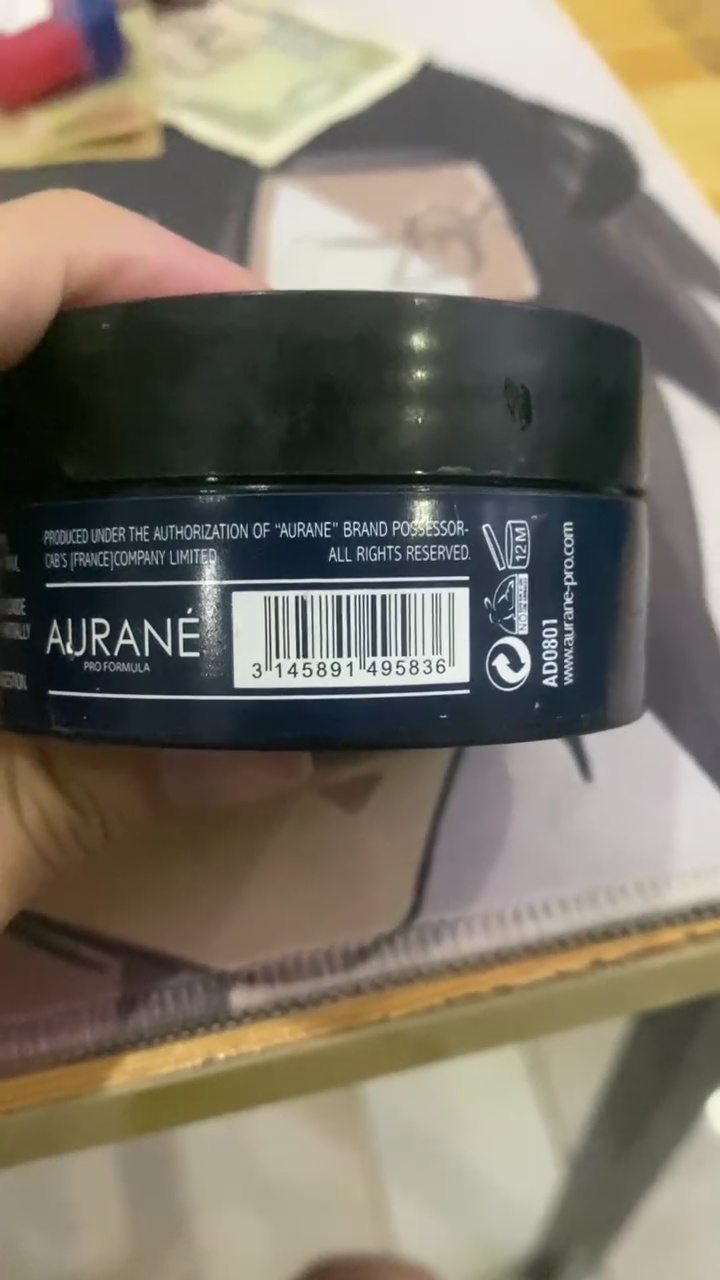 PRODUCED UNDER THE AUTHORIZATION OF "AURANE" BRAND POSSESSOR-
CAB'S [FRANCE]COMPANY LIMITED
ALL RIGHTS RESERVED.
AURANÉ
PRO FORMULA
3 145891 495836
12M
AD0801
www.aurane-pro.com